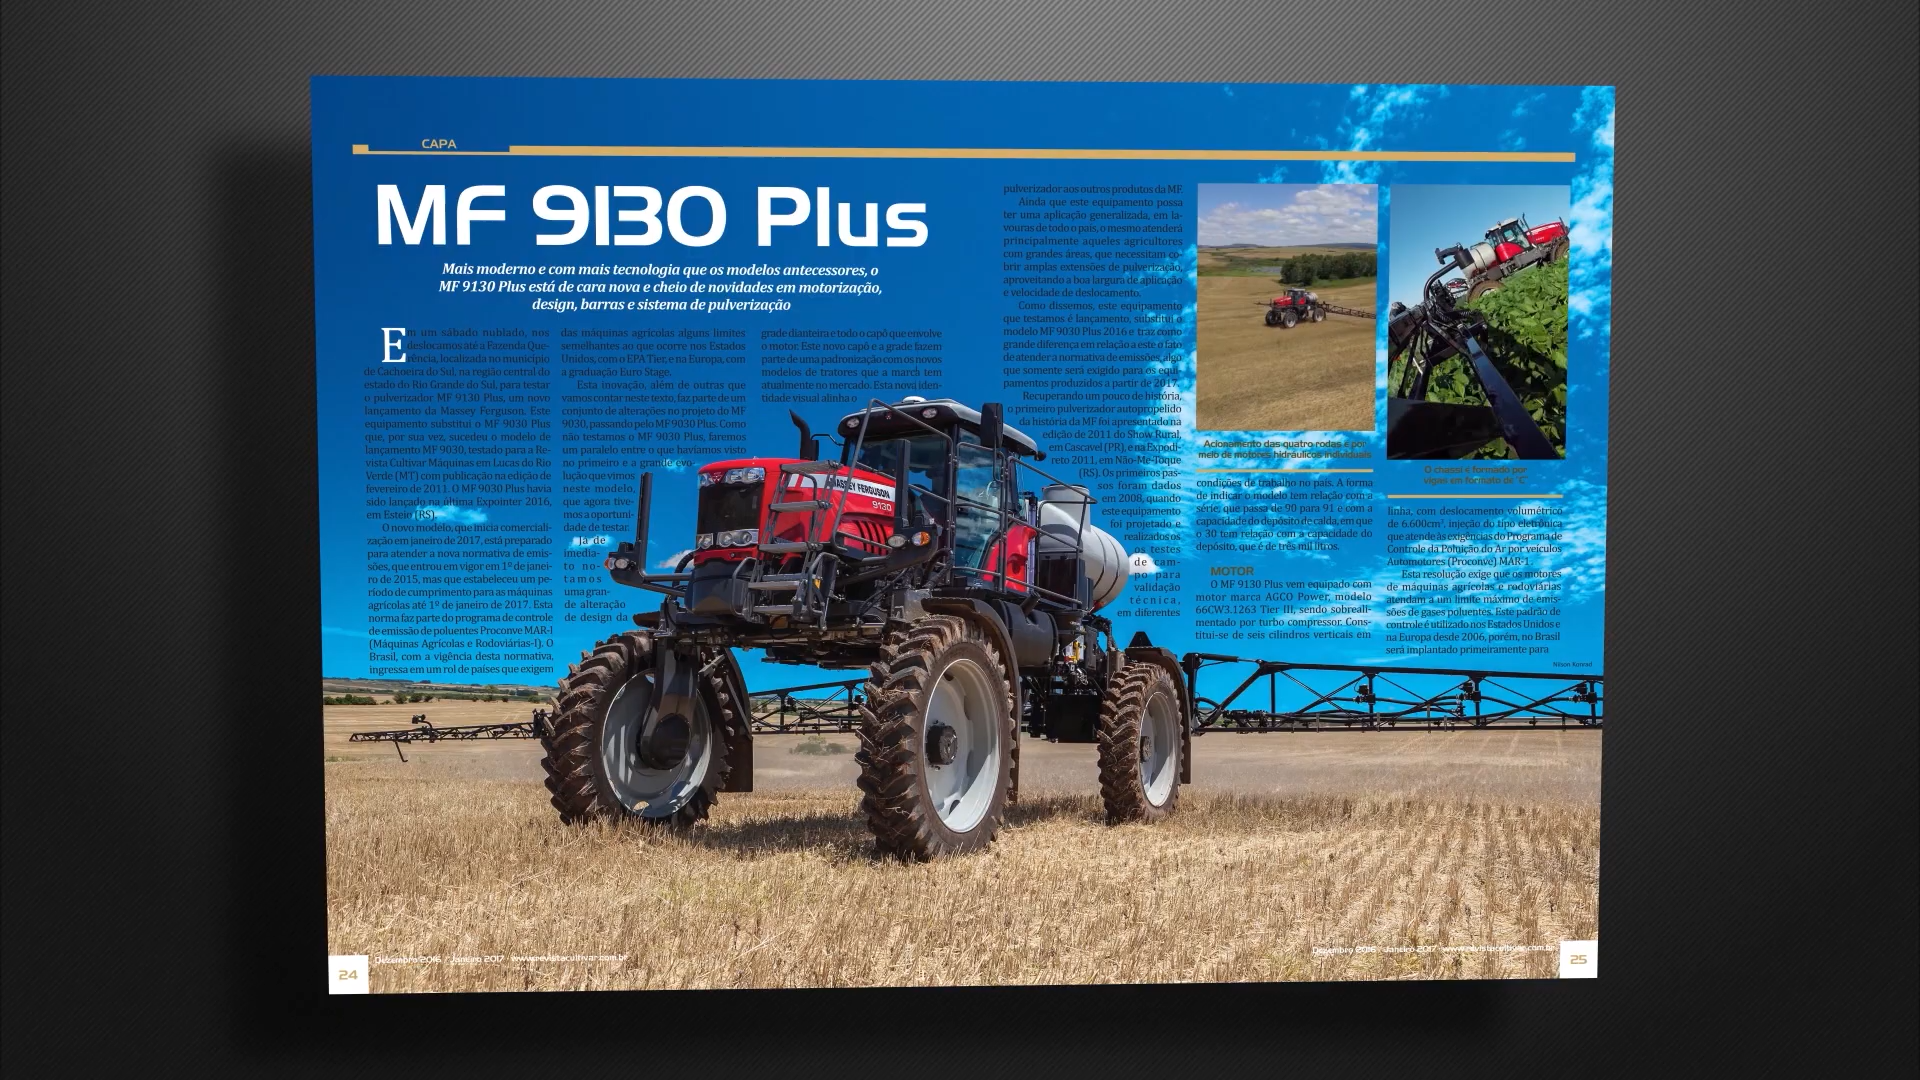 CAPA
MF 9130 Plus
Mais moderno e com mais tecnologia que os modelos antecessores, o
MF 9130 Plus está de cara nova e cheio de novidades em motorização,
design, barras e sistema de pulverização
Em um sábado nublado, nos
deslocamos até a Fazenda Que-
rência, localizada no município
de Cachoeira do Sul, na região central do
estado do Rio Grande do Sul, para testar
o pulverizador MF 9130 Plus, um novo
lançamento da Massey Ferguson. Este
equipamento substitui o MF 9030 Plus
que, por sua vez, sucedeu o modelo de
lançamento MF 9030, testado para a Re-
vista Cultivar Máquinas em Lucas do Rio
Verde (MT) com publicação na edição de
fevereiro de 2011. O MF 9030 Plus havia
sido lançado na última Expointer 2016,
em Esteio (RS).
O novo modelo, que inicia comerciali-
zação em janeiro de 2017, está preparado
para atender a nova normativa de emis-
sões, que entrou em vigor em 1º de janei-
ro de 2015, mas que estabeleceu um pe-
ríodo de cumprimento para as máquinas
agrícolas até 1º de janeiro de 2017. Esta
norma faz parte do programa de controle
de emissão de poluentes Proconve MAR-I
(Máquinas Agrícolas e Rodoviárias-I). O
Brasil, com a vigência desta normativa,
ingressa em um rol de países que exigem
das máquinas agrícolas alguns limites
semelhantes ao que ocorre nos Estados
Unidos, com o EPA Tier, e na Europa, com
a graduação Euro Stage.
Esta inovação, além de outras que
vamos contar neste texto, faz parte de um
conjunto de alterações no projeto do MF
9030, passando pelo MF 9030 Plus. Como
não testamos o MF 9030 Plus, faremos
um paralelo entre o que havíamos visto
no primeiro e a grande evo-
lução que vimos
neste modelo,
que agora tive-
mos a oportuni-
dade de testar.
Já de
imedia-
to no-
tamos
uma gran-
de alteração
de design da
grade dianteira e todo o capô que envolve
o motor. Este novo capô e a grade fazem
parte de uma padronização com os novos
modelos de tratores que a marca tem
atualmente no mercado. Esta nova iden-
tidade visual alinha o
MASSEY FERGUSON
9130
pulverizador aos outros produtos da MF.
Ainda que este equipamento possa
ter uma aplicação generalizada, em la-
vouras de todo o país, o mesmo atenderá
principalmente aqueles agricultores
com grandes áreas, que necessitam co-
brir amplas extensões de pulverização,
aproveitando a boa largura de aplicação
e velocidade de deslocamento.
Como dissemos, este equipamento
que testamos é lançamento, substitui o
modelo MF 9030 Plus 2016 e traz como
grande diferença em relação a este o fato
de atender a normativa de emissões, algo
que somente será exigido para os equi-
pamentos produzidos a partir de 2017.
Recuperando um pouco de história,
o primeiro pulverizador autopropelido
da história da MF foi apresentado na
edição de 2011 do Show Rural,
em Cascavel (PR), e na Expodi-
reto 2011, em Não-Me-Toque
(RS). Os primeiros pas-
sos foram dados
em 2008, quando
este equipamento
foi projetado e
realizados os
os testes
de cam-
po para
validação
técnica,
em diferentes
Acionamento das quatro rodas é por
meio de motores hidráulicos individuais
condições de trabalho no país. A forma
de indicar o modelo tem relação com a
série, que passa de 90 para 91 e com a
capacidade do depósito de calda, em que
o 30 tem relação com a capacidade do
depósito, que é de três mil litros.
MOTOR
O MF 9130 Plus vem equipado com
motor marca AGCO Power, modelo
66CW3.1263 Tier III, sendo sobreali-
mentado por turbo compressor. Cons-
titui-se de seis cilindros verticais em
O chassi é formado por
vigas em formato de "C"
linha, com deslocamento volumétrico
de 6.600cm³, injeção do tipo eletrônica
que atende às exigências do Programa de
Controle da Poluição do Ar por veículos
Automotores (Proconve) MAR-1.
Esta resolução exige que os motores
de máquinas agrícolas e rodoviárias
atendam a um limite máximo de emis-
sões de gases poluentes. Este padrão de
controle é utilizado nos Estados Unidos e
na Europa desde 2006, porém, no Brasil
será implantado primeiramente para
Nilson Konrad
24
Dezembro 2016 / Janeiro 2017 - www.revistacultivar.com.br
Dezembro 2016 / Janeiro 2017 - www.revistacultivar.com.br
25